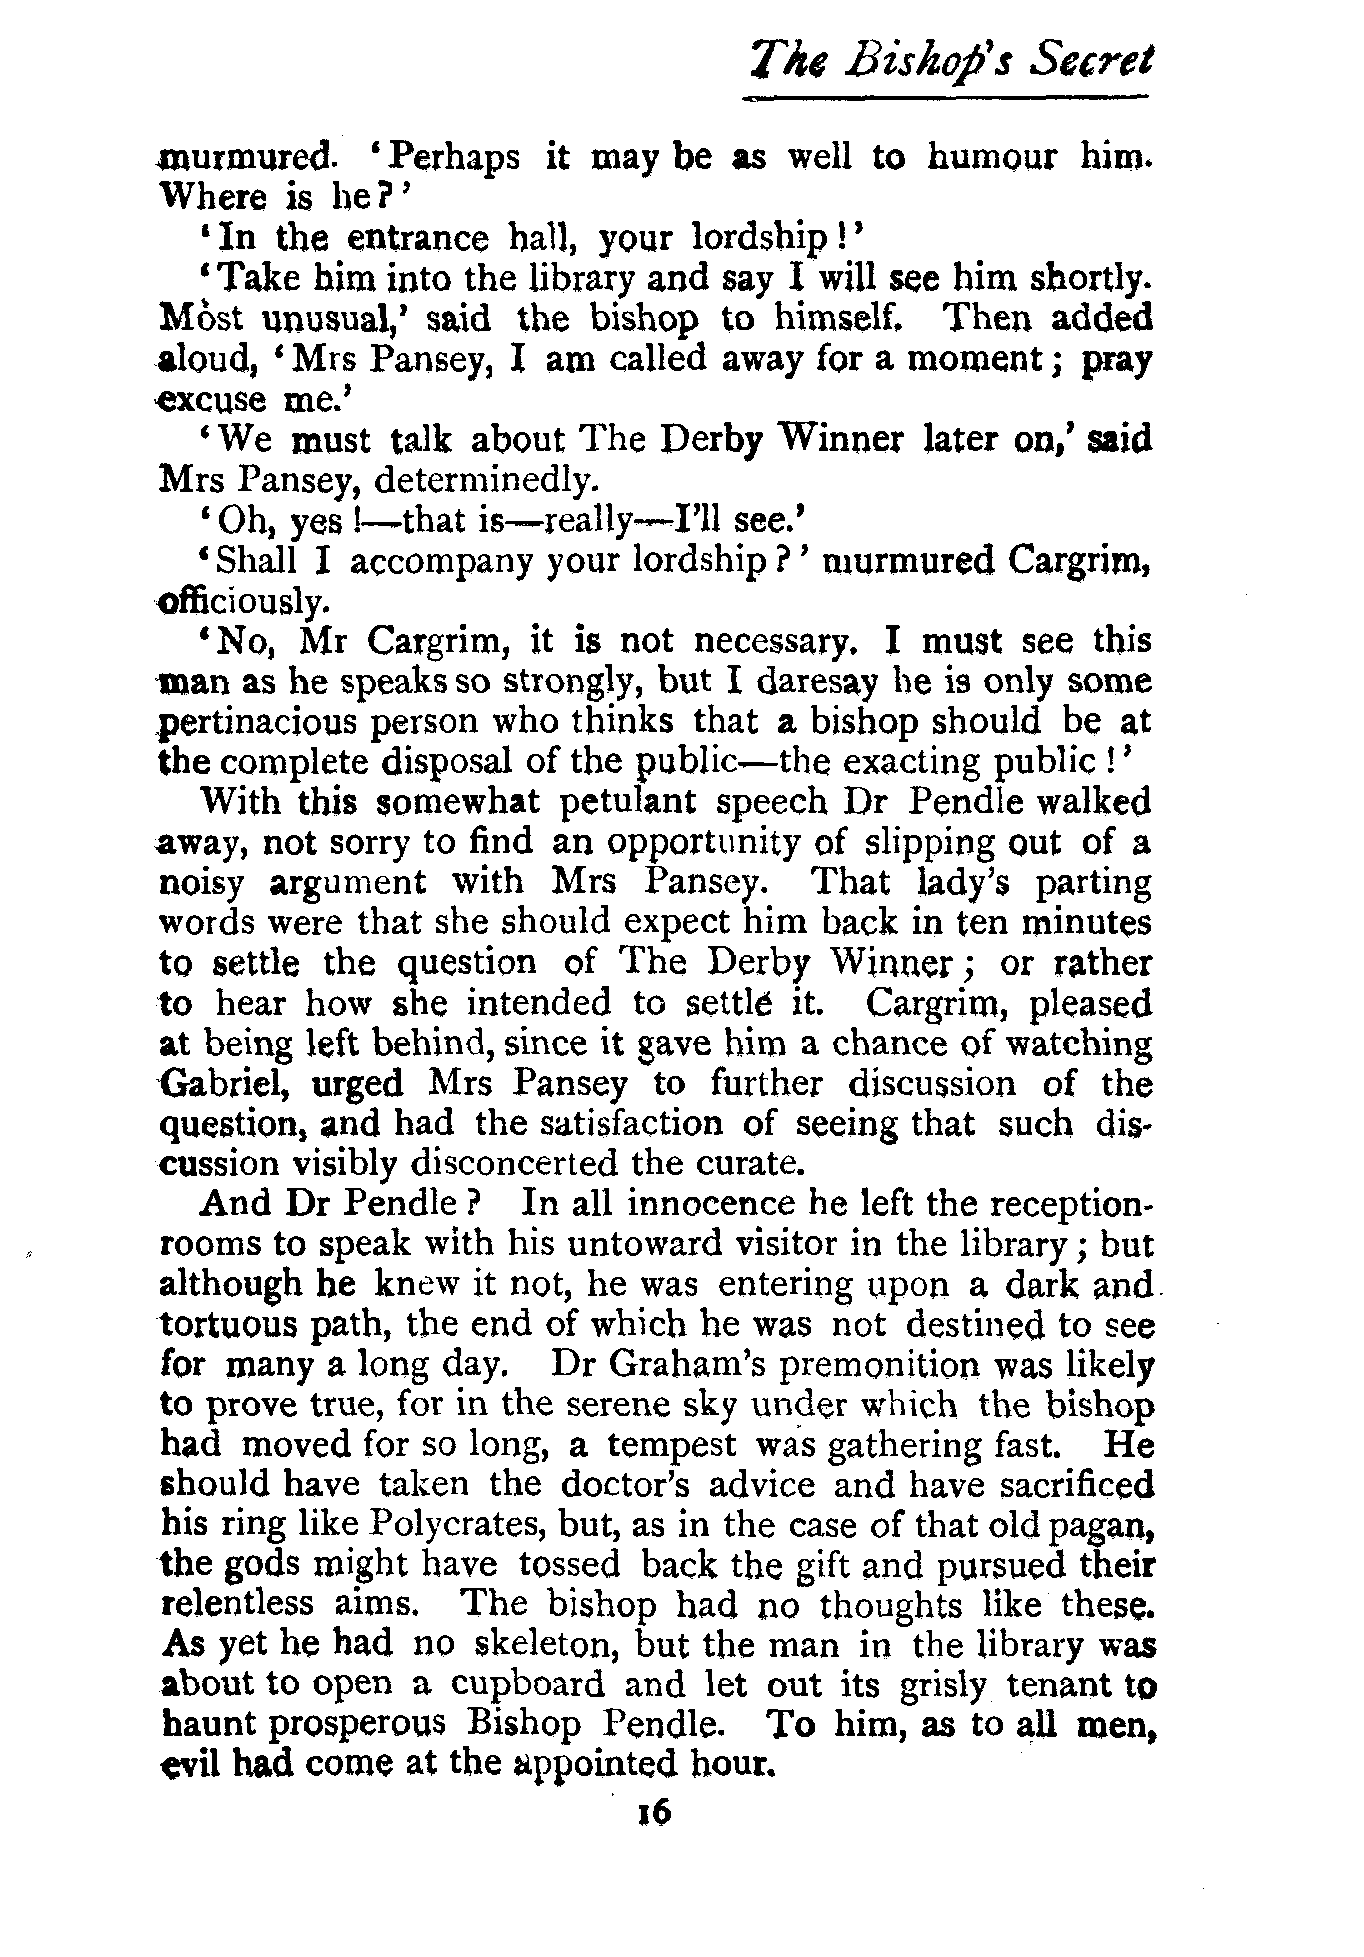 The Bishop's Secret
murmured. ‘Perhaps it may be as well to humour him.
Where is he?’
‘In the entrance hall, your lordship!’
‘Take him into the library and say I will see him shortly.
Most unusual,’ said the bishop to himself. Then added
aloud, ‘Mrs Pansey, I am called away for a moment; pray
excuse me.’
‘We must talk about The Derby Winner later on,’ said
Mrs Pansey, determinedly.
‘Oh, yes!—that is—really—I’ll see.’
‘Shall I accompany your lordship?’ murmured Cargrim,
officiously.
‘No, Mr Cargrim, it is not necessary. I must see this
man as he speaks so strongly, but I daresay he is only some
pertinacious person who thinks that a bishop should be at
the complete disposal of the public—the exacting public!’
With this somewhat petulant speech Dr Pendle walked
away, not sorry to find an opportunity of slipping out of a
noisy argument with Mrs Pansey. That lady’s parting
words were that she should expect him back in ten minutes
to settle the question of The Derby Winner; or rather
to hear how she intended to settle it. Cargrim, pleased
at being left behind, since it gave him a chance of watching
Gabriel, urged Mrs Pansey to further discussion of the
question, and had the satisfaction of seeing that such dis-
cussion visibly disconcerted the curate.
And Dr Pendle? In all innocence he left the reception-
rooms to speak with his untoward visitor in the library; but
although he knew it not, he was entering upon a dark and
tortuous path, the end of which he was not destined to see
for many a long day. Dr Graham’s premonition was likely
to prove true, for in the serene sky under which the bishop
had moved for so long, a tempest was gathering fast. He
should have taken the doctor’s advice and have sacrificed
his ring like Polycrates, but, as in the case of that old pagan,
the gods might have tossed back the gift and pursued their
relentless aims. The bishop had no thoughts like these.
As yet he had no skeleton, but the man in the library was
about to open a cupboard and let out its grisly tenant to
haunt prosperous Bishop Pendle. To him, as to all men,
evil had come at the appointed hour.
16